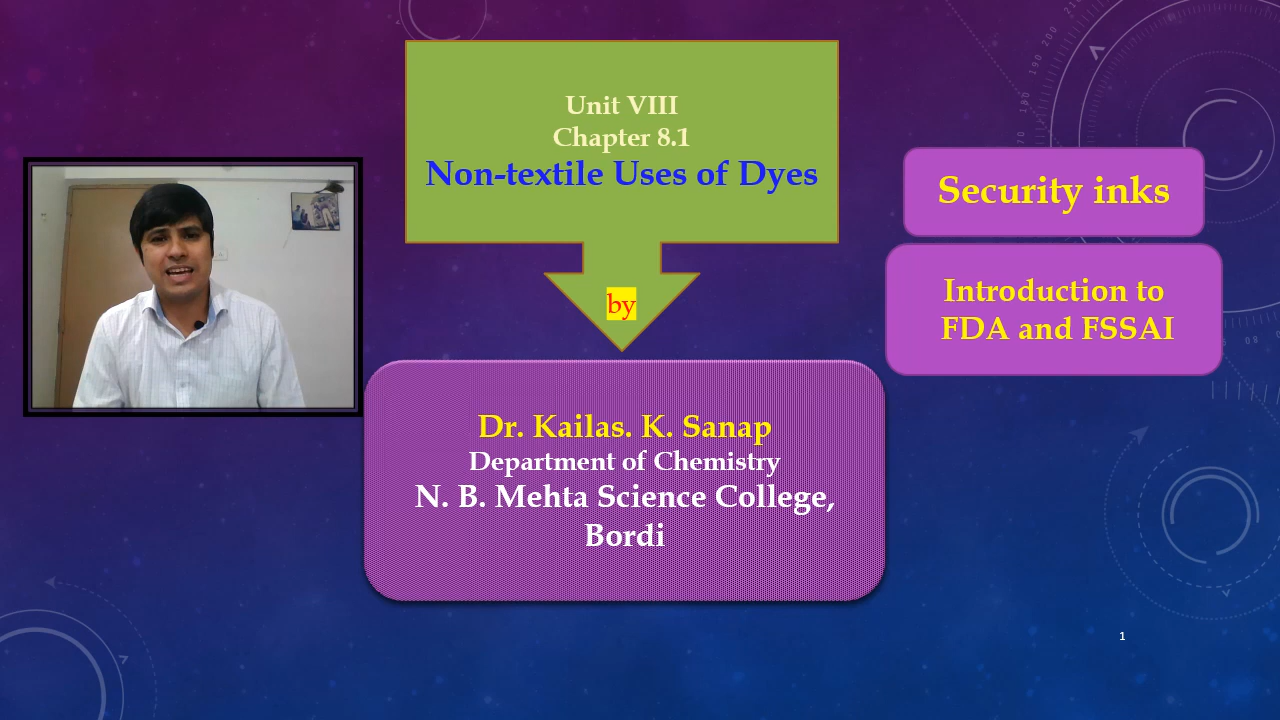 Unit VIII
Chapter 8.1
Non-textile Uses of Dyes
by
Dr. Kailas. K. Sanap
Department of Chemistry
N. B. Mehta Science College,
Bordi
Security inks
Introduction to
FDA and FSSAI
1